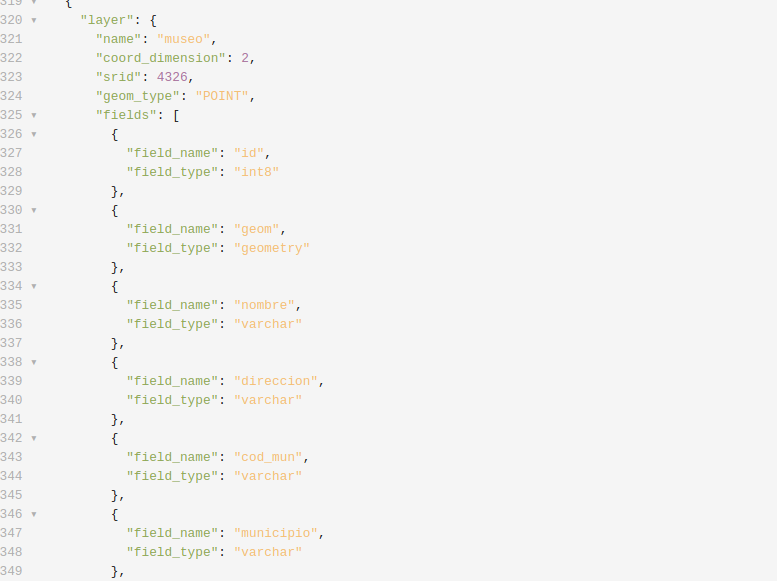 319 ▾ {
320 ▾ "layer": {
321 "name": "museo",
322 "coord_dimension": 2,
323 "srid": 4326,
324 "geom_type": "POINT",
325 ▾ "fields": [
326 ▾ {
327 "field_name": "id",
328 "field_type": "int8"
329 },
330 ▾ {
331 "field_name": "geom",
332 "field_type": "geometry"
333 },
334 ▾ {
335 "field_name": "nombre",
336 "field_type": "varchar"
337 },
338 ▾ {
339 "field_name": "direccion",
340 "field_type": "varchar"
341 },
342 ▾ {
343 "field_name": "cod_mun",
344 "field_type": "varchar"
345 },
346 ▾ {
347 "field_name": "municipio",
348 "field_type": "varchar"
349 },